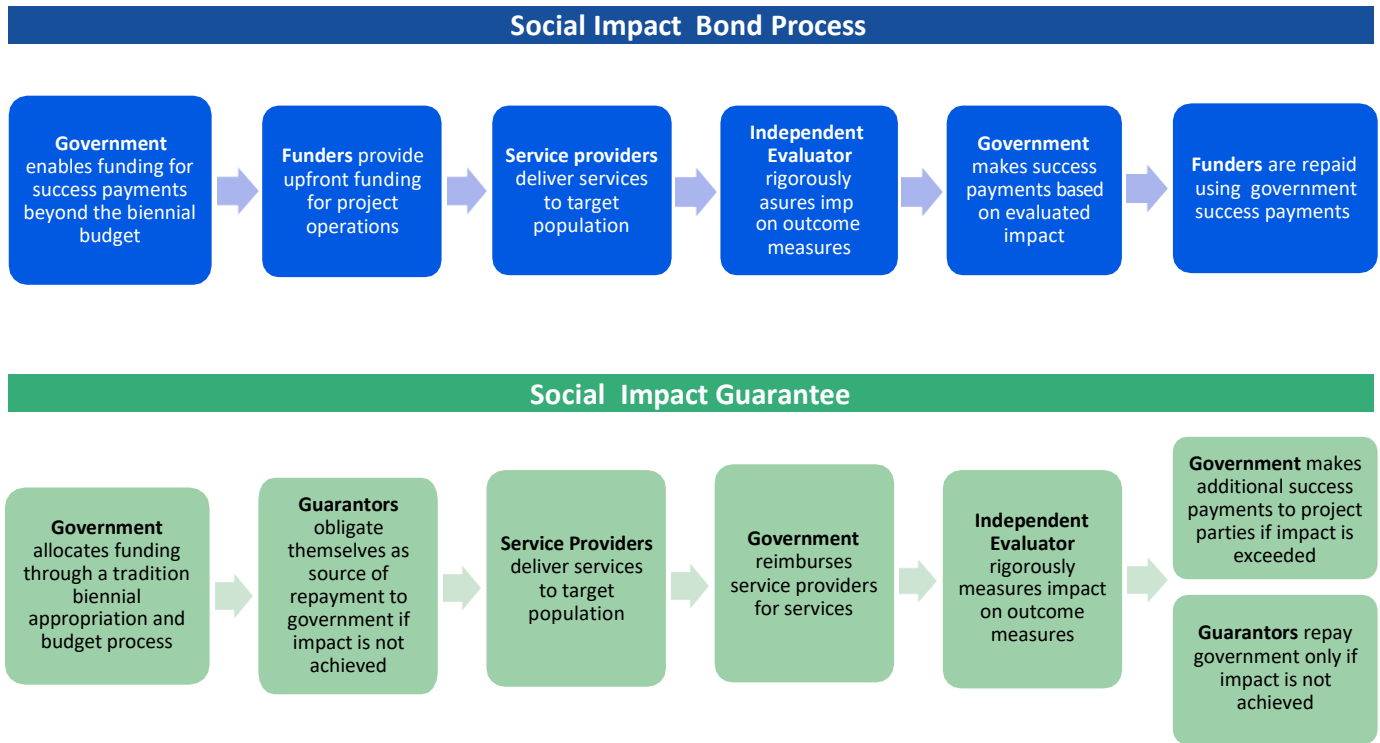 Social Impact Bond Process
Government
enables funding for
success payments
beyond the biennial
budget
Funders provide
upfront funding
for project
operations
Service providers
deliver services
to target
population
Independent
Evaluator
rigorously
asures imp
on outcome
measures
Government
makes success
payments based
on evaluated
impact
Funders are repaid
using government
success payments
Social Impact Guarantee
Government
allocates funding
through a tradition
biennial
appropriation and
budget process
Guarantors
obligate
themselves as
source of
repayment to
government if
impact is not
achieved
Service Providers
deliver services
to target
population
Government
reimburses
service providers
for services
Independent
Evaluator
rigorously
measures impact
on outcome
measures
Government makes
additional success
payments to project
parties if impact is
exceeded
Guarantors repay
government only if
impact is not
achieved